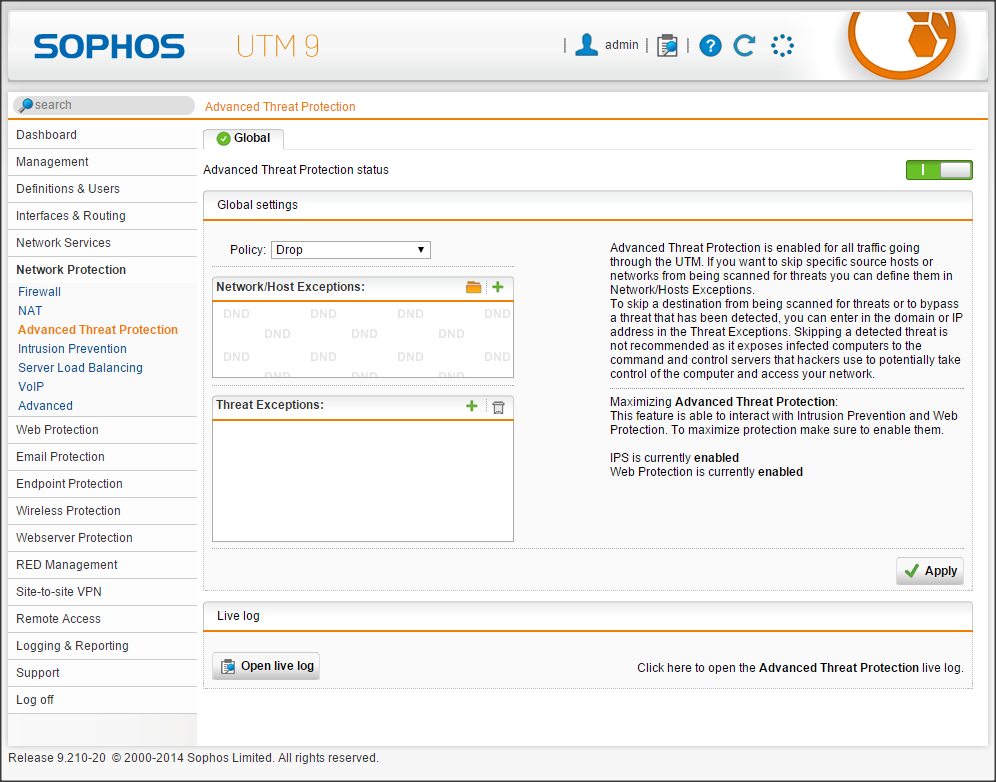 SOPHOS UTM 9
| admin | | ?
search
Advanced Threat Protection
Dashboard
Management
Definitions & Users
Interfaces & Routing
Network Services
Network Protection
Firewall
NAT
Advanced Threat Protection
Intrusion Prevention
Server Load Balancing
VoIP
Advanced
Web Protection
Email Protection
Endpoint Protection
Wireless Protection
Webserver Protection
RED Management
Site-to-site VPN
Remote Access
Logging & Reporting
Support
Log off
Global
Advanced Threat Protection status
Global settings
Policy: Drop
Network/Host Exceptions:
DND DND DND DND
DND DND DND
DND DND DND DND
DND DND DND
Threat Exceptions:
Advanced Threat Protection is enabled for all traffic going
through the UTM. If you want to skip specific source hosts or
networks from being scanned for threats you can define them in
Network/Hosts Exceptions.
To skip a destination from being scanned for threats or to bypass
a threat that has been detected, you can enter in the domain or IP
address in the Threat Exceptions. Skipping a detected threat is
not recommended as it exposes infected computers to the
command and control servers that hackers use to potentially take
control of the computer and access your network.
Maximizing Advanced Threat Protection:
This feature is able to interact with Intrusion Prevention and Web
Protection. To maximize protection make sure to enable them.
IPS is currently enabled
Web Protection is currently enabled
Apply
Live log
Open live log
Click here to open the Advanced Threat Protection live log.
Release 9.210-20 © 2000-2014 Sophos Limited. All rights reserved.